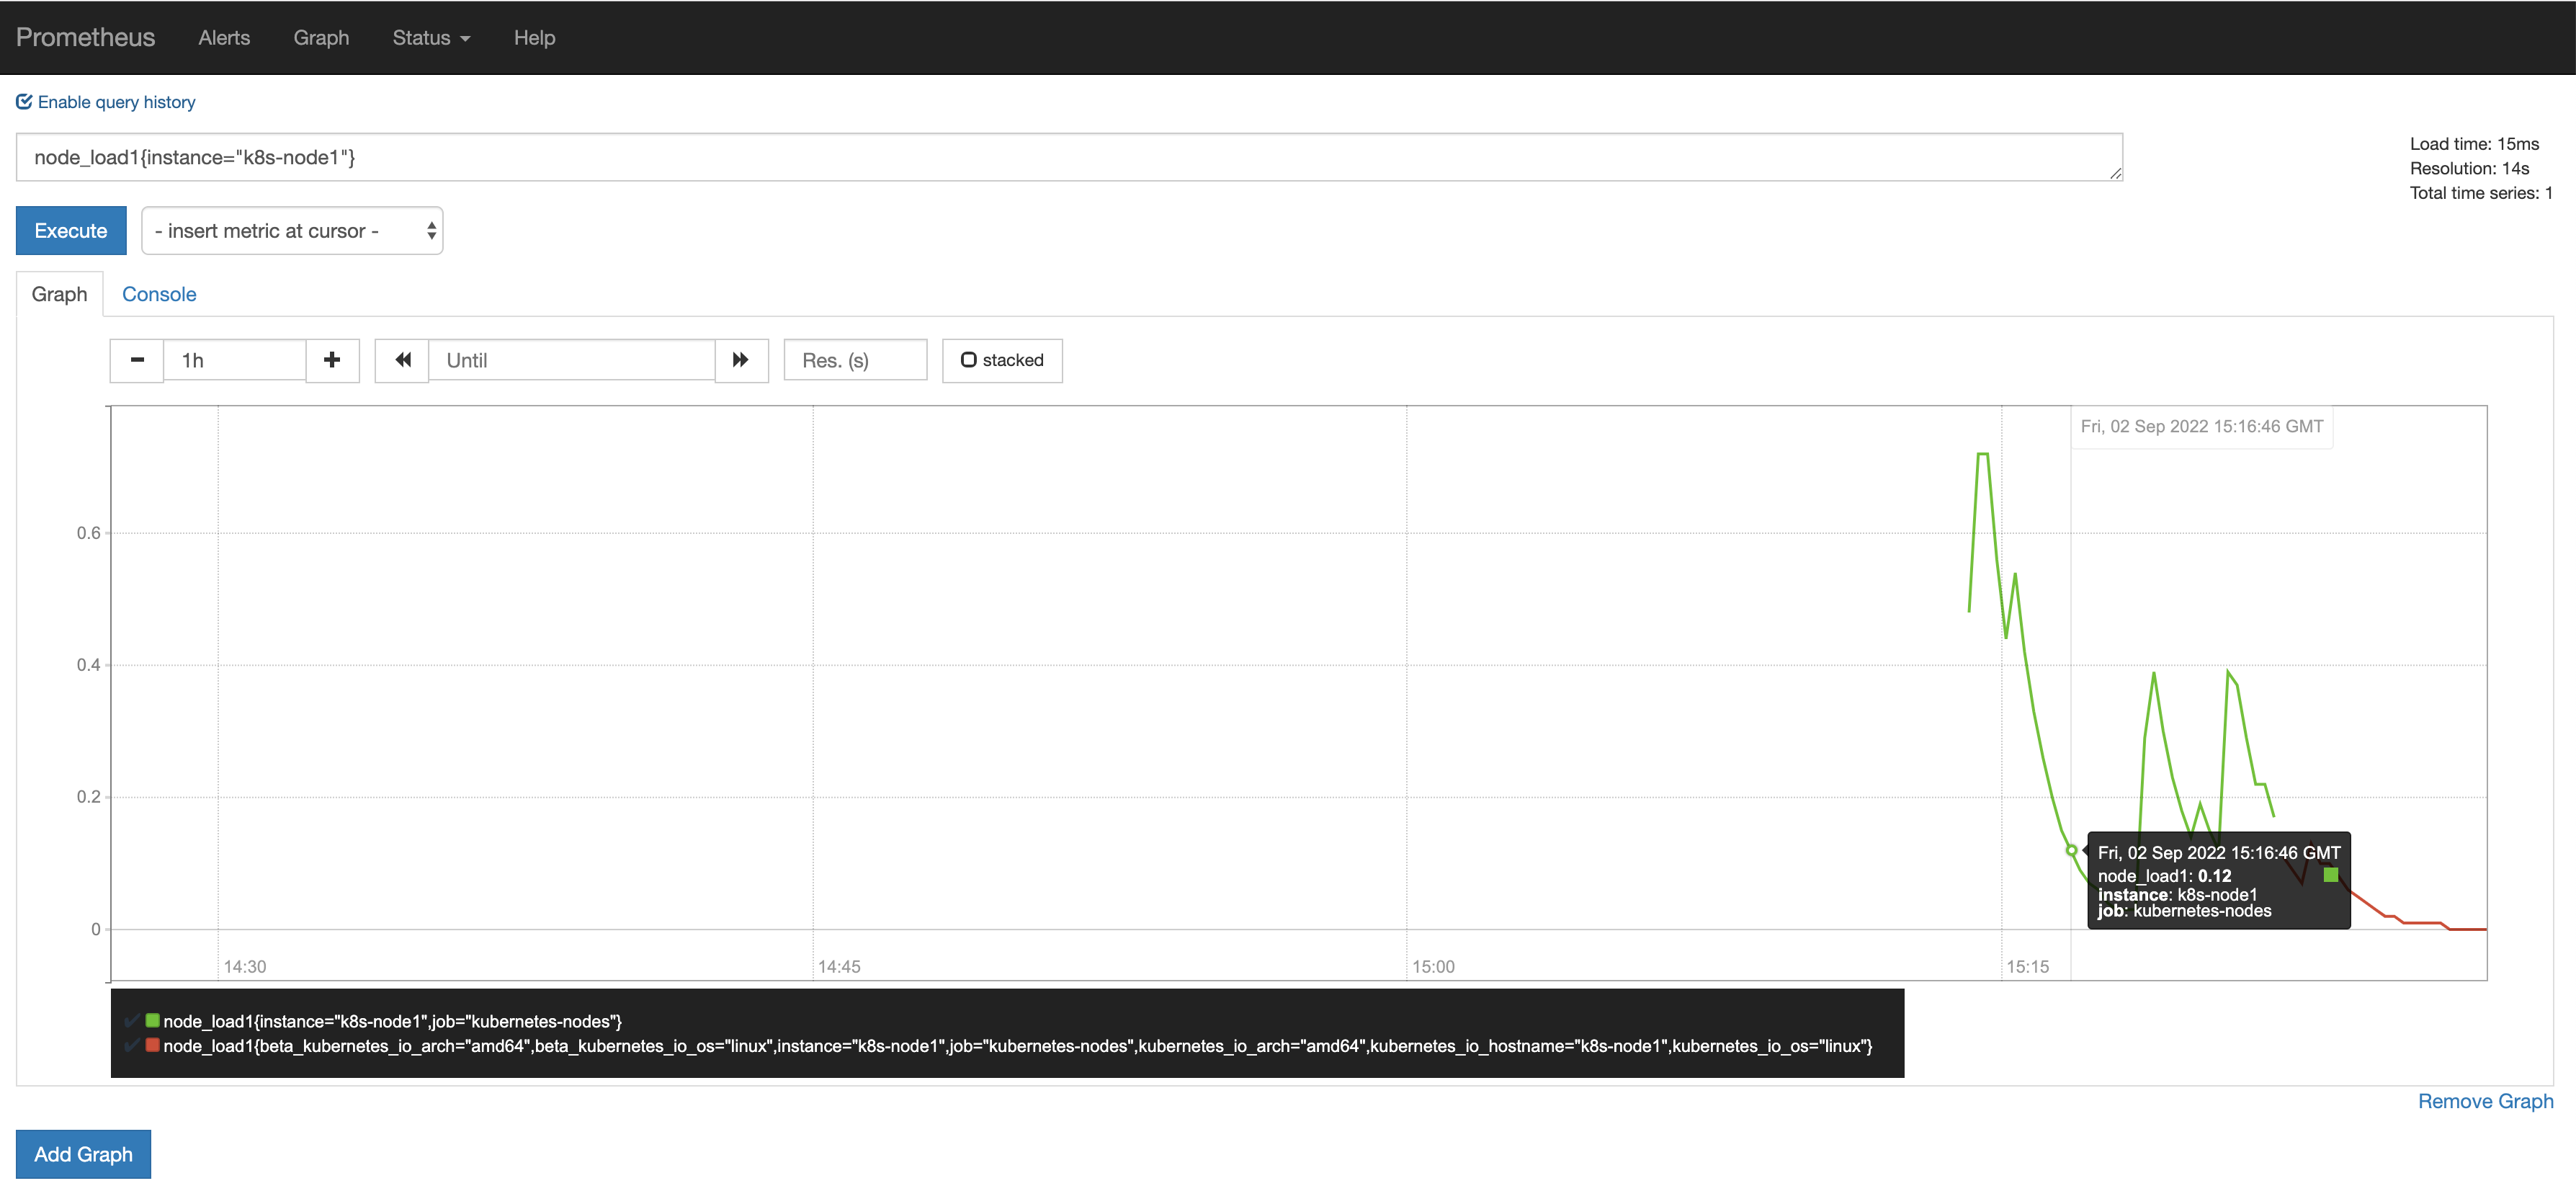 Prometheus Alerts Graph Status Help
Enable query history
node_load1{instance="k8s-node1"}
Load time: 15ms
Resolution: 14s
Total time series: 1
Execute - insert metric at cursor -
Graph Console
1h Until Res. (s) stacked
Fri, 02 Sep 2022 15:16:46 GMT
0.6
0.4
0.2
0
Fri, 02 Sep 2022 15:16:46 GMT
node_load1: 0.12
instance: k8s-node1
job: kubernetes-nodes
14:30 14:45 15:00 15:15
node_load1{instance="k8s-node1",job="kubernetes-nodes"}
node_load1{beta_kubernetes_io_arch="amd64",beta_kubernetes_io_os="linux",instance="k8s-node1",job="kubernetes-nodes",kubernetes_io_arch="amd64",kubernetes_io_hostname="k8s-node1",kubernetes_io_os="linux"}
Remove Graph
Add Graph